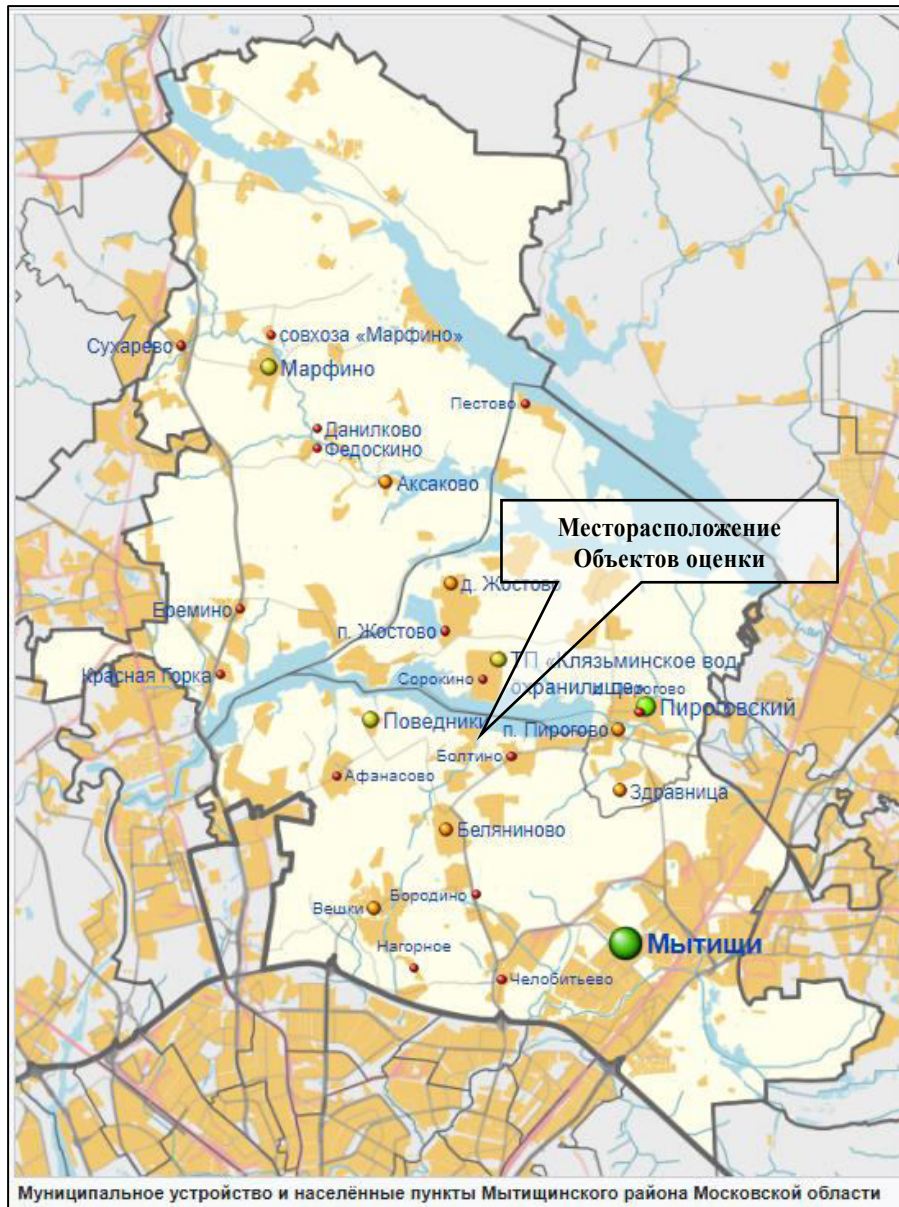 совхоза «Марфино»
Сухарево
Марфино
Пестово
Данилково
Федоскино
Аксаково
Месторасположение
Объектов оценки
д. Жостово
Еремино
п. Жостово
ТП «Клязьминское вод
охранилище»
Красная Горка
Сорокино
Пироговский
Поведники
п. Пирогово
Болтино
Афанасово
Здравница
Беляниново
Бородино
Вешки
Нагорное
Мытищи
Челобитьево
Муниципальное устройство и населённые пункты Мытищинского района Московской области